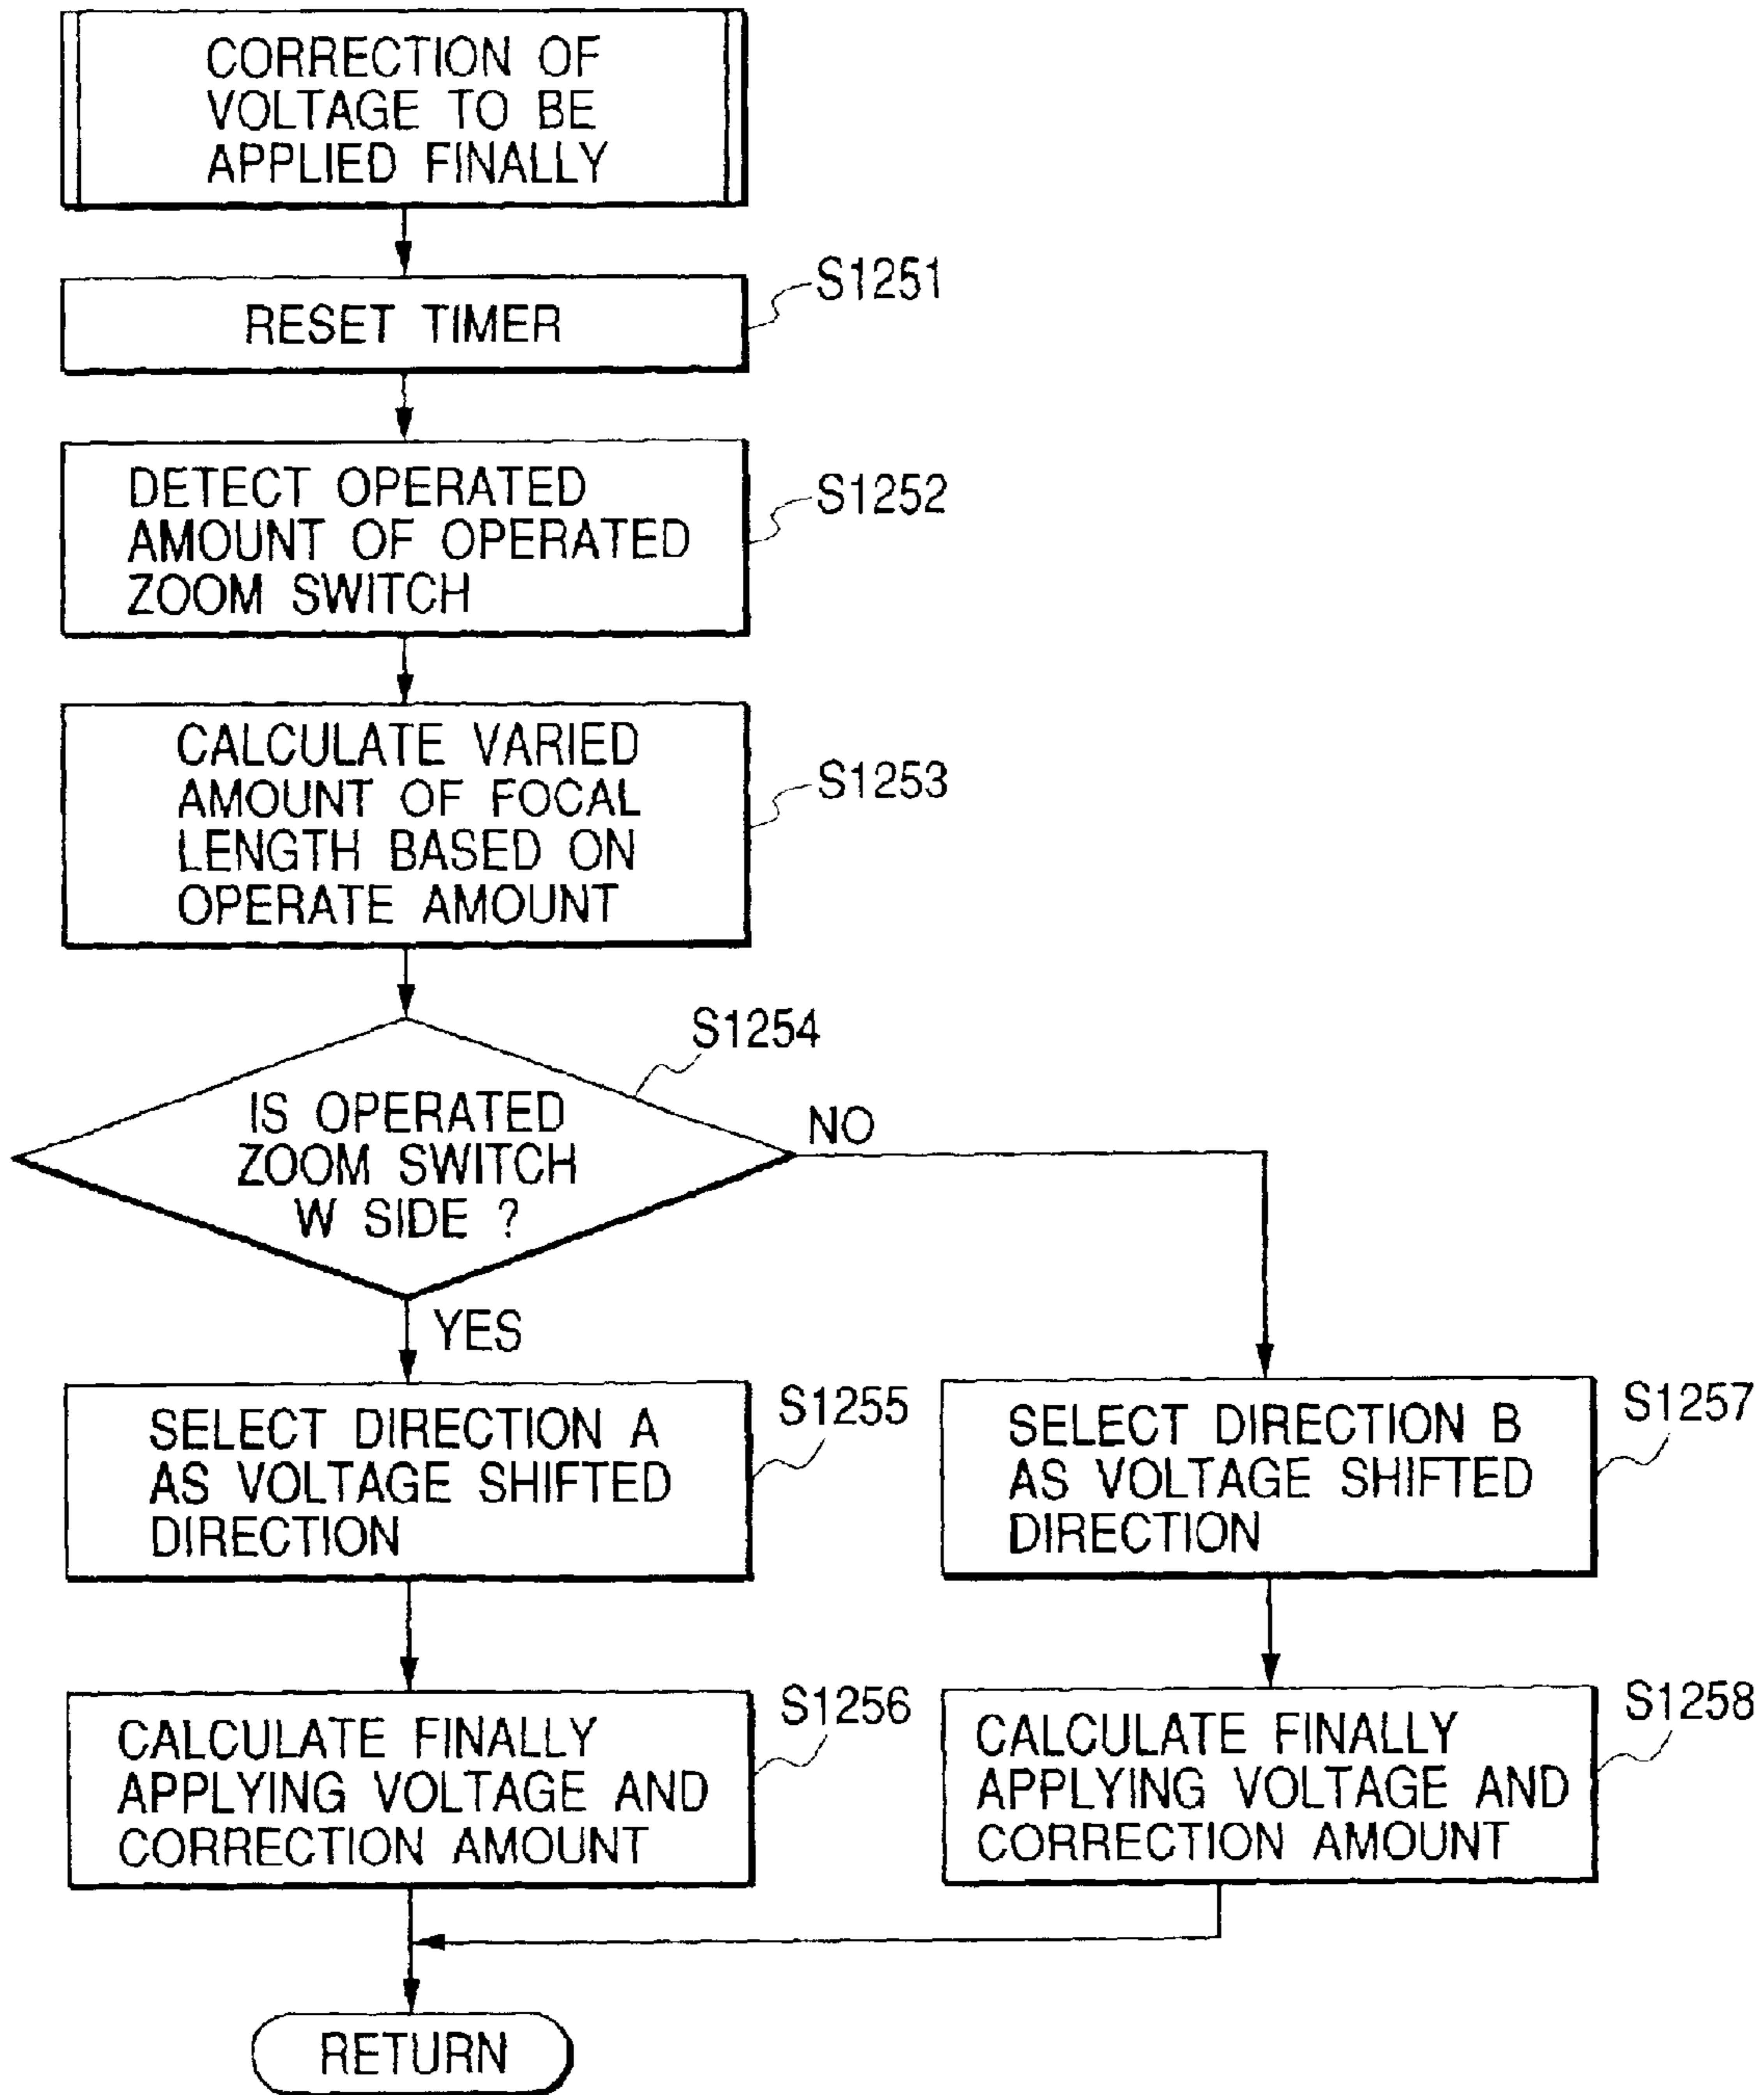 CORRECTION OF
VOLTAGE TO BE
APPLIED FINALLY
S1251
RESET TIMER
S1252
DETECT OPERATED
AMOUNT OF OPERATED
ZOOM SWITCH
S1253
CALCULATE VARIED
AMOUNT OF FOCAL
LENGTH BASED ON
OPERATE AMOUNT
S1254
IS OPERATED
ZOOM SWITCH
W SIDE ?
NO
YES
S1255
SELECT DIRECTION A
AS VOLTAGE SHIFTED
DIRECTION
S1257
SELECT DIRECTION B
AS VOLTAGE SHIFTED
DIRECTION
S1256
CALCULATE FINALLY
APPLYING VOLTAGE AND
CORRECTION AMOUNT
S1258
CALCULATE FINALLY
APPLYING VOLTAGE AND
CORRECTION AMOUNT
RETURN